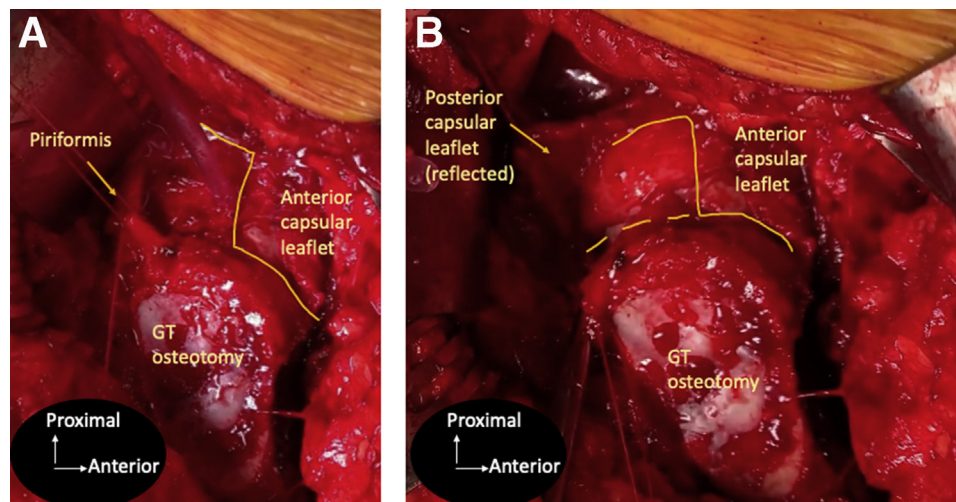 A
Piriformis
Anterior
capsular
leaflet
GT
osteotomy
Proximal
Anterior
B
Posterior
capsular
leaflet
(reflected)
Anterior
capsular
leaflet
GT
osteotomy
Proximal
Anterior